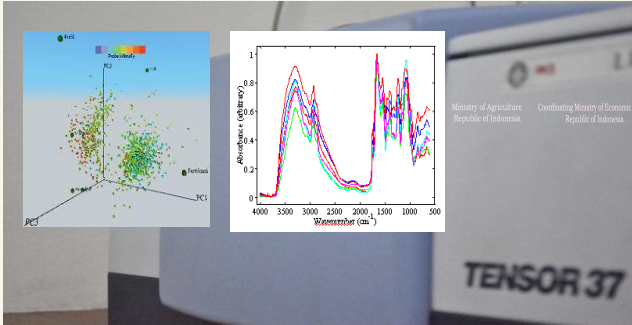 Probe Intensity
PC2
PC1
PC3
Absorbance (arbitrary)
1
0.8
0.6
0.4
0.2
0
4000 3500 3000 2500 2000 1500 1000 500
Wavenumber (cm-1)
Ministry of Agriculture
Republic of Indonesia
Coordinating Ministry of Economic
Republic of Indonesia
TENSOR 37